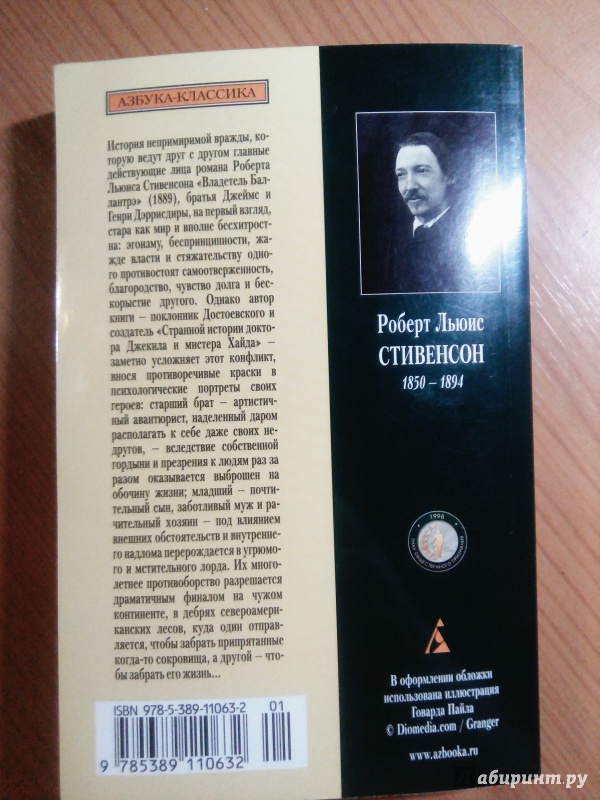 АЗБУКА-КЛАССИКА
История непримиримой вражды, ко-
торую ведут друг с другом главные
действующие лица романа Роберта
Льюиса Стивенсона «Владетель Бал-
лантрэ» (1889), братья Джеймс и
Генри Дэррисдиры, на первый взгляд,
стара как мир и вполне бесхитрост-
на: эгоизму, беспринципности, жа-
жде власти и стяжательству одно-
го противостоят самоотверженность,
благородство, чувство долга и бес-
корыстие другого. Однако автор
книги – поклонник Достоевского и
создатель «Странной истории докто-
ра Джекила и мистера Хайда» –
заметно усложняет этот конфликт,
внося противоречивые краски в
психологические портреты своих
героев: старший брат – артистич-
ный авантюрист, наделенный даром
располагать к себе даже своих не-
другов, – вследствие собственной
гордыни и презрения к людям раз за
разом оказывается выброшен на
обочину жизни; младший – почти-
тельный сын, заботливый муж и ра-
чительный хозяин – под влиянием
внешних обстоятельств и внутренне-
го надлома перерождается в угрюмо-
го и мстительного лорда. Их много-
летнее противоборство разрешается
драматичным финалом на чужом
континенте, в дебрях североамери-
канских лесов, куда один отправ-
ляется, чтобы забрать припрятанные
когда-то сокровища, а другой – что-
бы забрать его жизнь...
ISBN 978-5-389-11063-2
01
9 785389 110632
Роберт Льюис
СТИВЕНСОН
1850 – 1894
1998
ЗНАК ОБЩЕСТВЕННОГО ПРИЗНАНИЯ
В оформлении обложки
использована иллюстрация
Говарда Пайла
© Diomedia.com / Granger
www.azbooka.ru
абиринт.ру